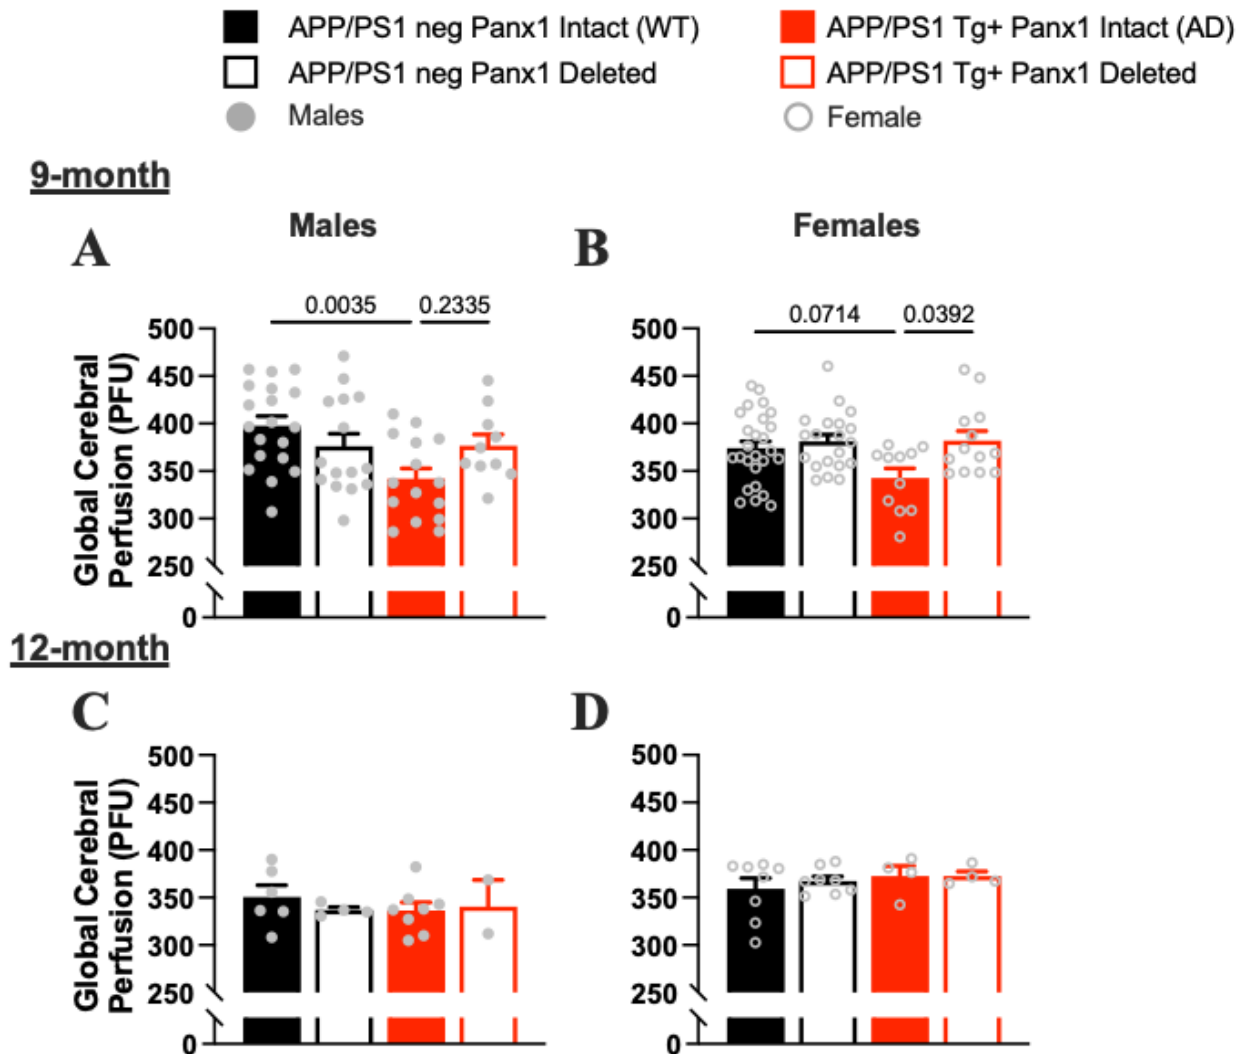 APP/PS1 neg Panx1 Intact (WT)
APP/PS1 Tg+ Panx1 Intact (AD)
APP/PS1 neg Panx1 Deleted
APP/PS1 Tg+ Panx1 Deleted
Males
Female
9-month
Males
Females
A
B
0.0035
0.2335
0.0714
0.0392
Global Cerebral
Perfusion (PFU)
500
450
400
350
300
250
0
500
450
400
350
300
250
0
12-month
C
D
Global Cerebral
Perfusion (PFU)
500
450
400
350
300
250
0
500
450
400
350
300
250
0